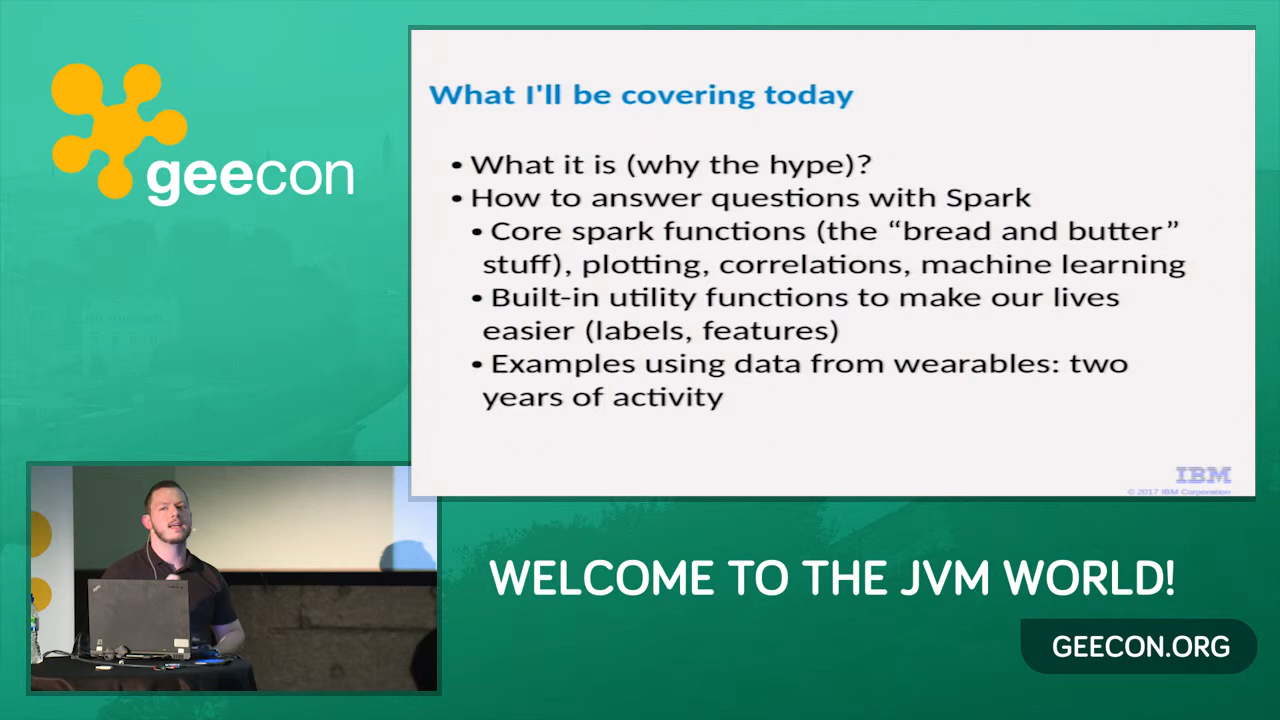 geecon
What I'll be covering today
• What it is (why the hype)?
• How to answer questions with Spark
• Core spark functions (the “bread and butter”
stuff), plotting, correlations, machine learning
• Built-in utility functions to make our lives
easier (labels, features)
• Examples using data from wearables: two
years of activity
IBM
© 2017 IBM Corporation
WELCOME TO THE JVM WORLD!
GEECON.ORG